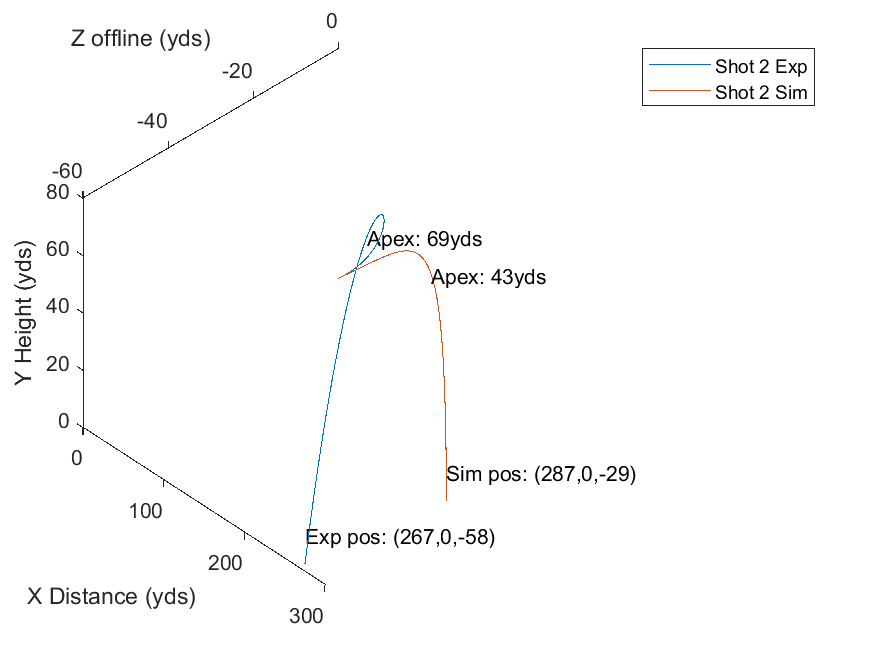 0
Z offline (yds)
-20
-40
-60
Shot 2 Exp
Shot 2 Sim
80
60
40
20
0
Y Height (yds)
Apex: 69yds
Apex: 43yds
0
100
200
300
X Distance (yds)
Sim pos: (287,0,-29)
Exp pos: (267,0,-58)